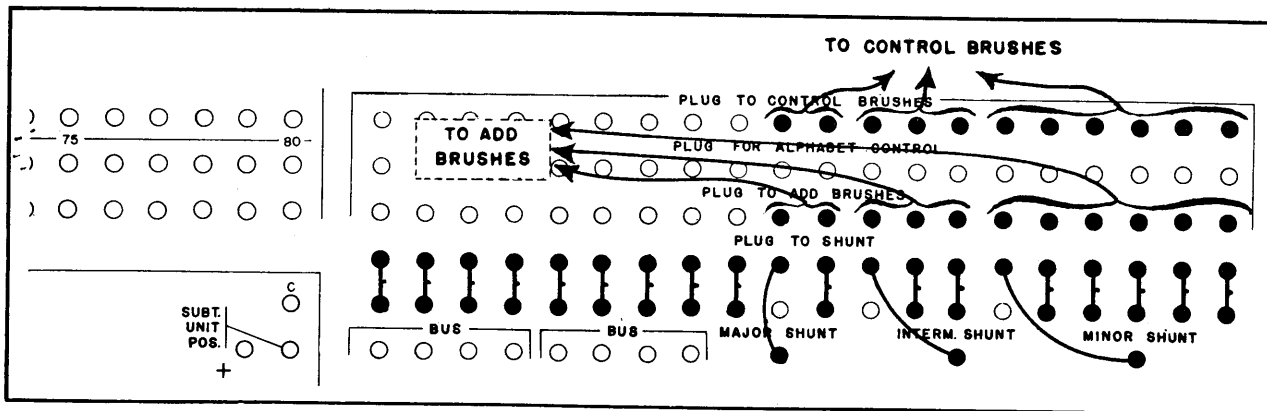 TO CONTROL BRUSHES
PLUG TO CONTROL BRUSHES
75
80
TO ADD
BRUSHES
PLUG FOR ALPHABET CONTROL
PLUG TO ADD BRUSHES
PLUG TO SHUNT
C
SUBT.
UNIT
POS.
+
BUS
BUS
MAJOR SHUNT
INTERM. SHUNT
MINOR SHUNT